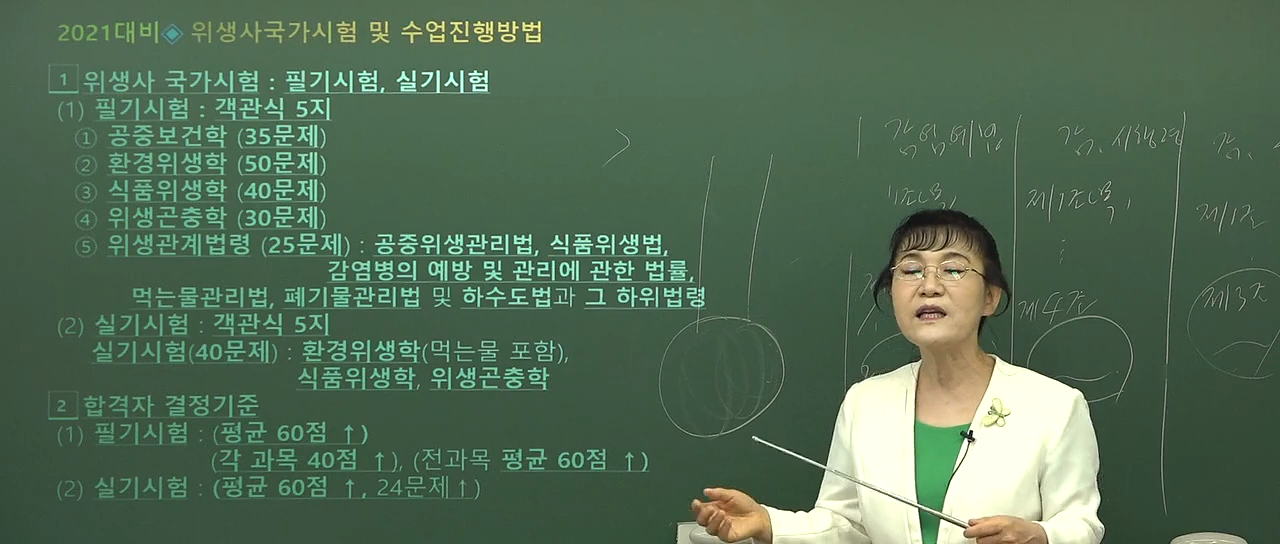 2021대비◈ 위생사국가시험 및 수업진행방법
1 위생사 국가시험 : 필기시험, 실기시험
(1) 필기시험 : 객관식 5지
① 공중보건학 (35문제)
② 환경위생학 (50문제)
③ 식품위생학 (40문제)
④ 위생곤충학 (30문제)
⑤ 위생관계법령 (25문제) : 공중위생관리법, 식품위생법,
감염병의 예방 및 관리에 관한 법률,
먹는물관리법, 폐기물관리법 및 하수도법과 그 하위법령
(2) 실기시험 : 객관식 5지
실기시험(40문제) : 환경위생학(먹는물 포함),
식품위생학, 위생곤충학
2 합격자 결정기준
(1) 필기시험 : (평균 60점 ↑)
(각 과목 40점 ↑), (전과목 평균 60점 ↑)
(2) 실기시험 : (평균 60점 ↑, 24문제↑)
감염예방
감, 시행령
감,
제1조
제4조
제3조